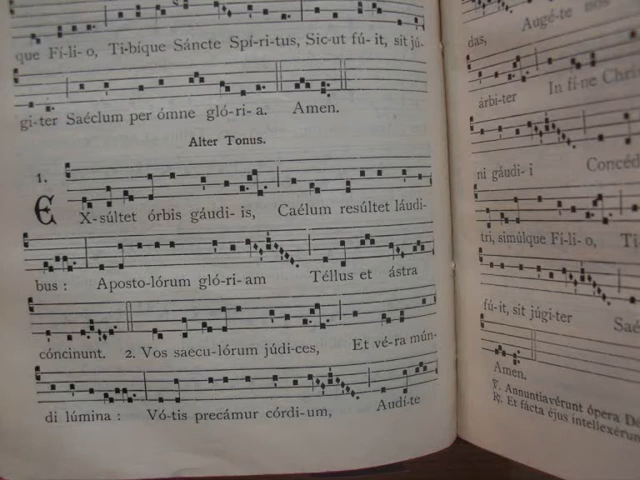 que Fí-li-o, Ti-bíque Sáncte Spí-ri-tus, Sic-ut fú-it, sit jú-
gi-ter Saéclum per ómne gló-ri-a. Amen.
Alter Tonus.
1.
EX-súltet órbis gáudi-is, Caélum resúltet láudi-
bus : Aposto-lórum gló-ri-am Téllus et ástra
cóncinunt. 2. Vos saecu-lórum júdi-ces, Et vé-ra mún-
di lúmina : Vó-tis precámur córdi-um, Audí-te
das, Augé-te nos
árbi-ter In fí-ne Chri
ni gáudi-i Concéd
tri, simúlque Fí-li-o, Ti-
fú-it, sit júgi-ter Saé
Amen.
℣. Annuntiavérunt ópera De
℟. Et fácta éjus intellexérun